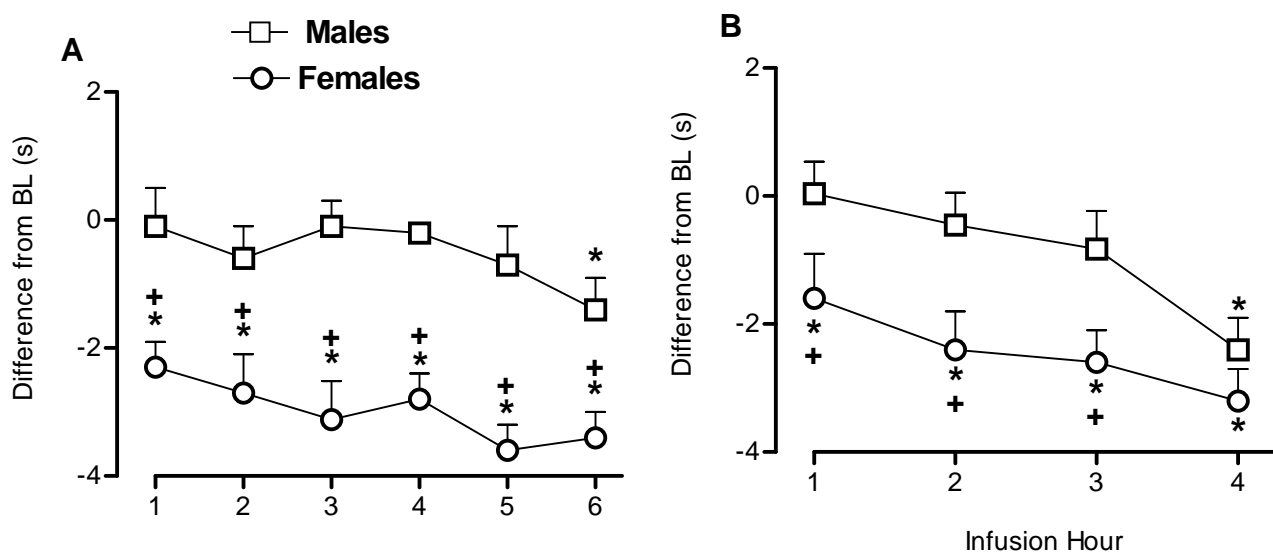 A
Males
Females
2
0
-2
-4
Difference from BL (s)
+ + + + + +
* * * * * * *
1 2 3 4 5 6
B
2
0
-2
-4
Difference from BL (s)
* * * * *
+ + +
1 2 3 4
Infusion Hour